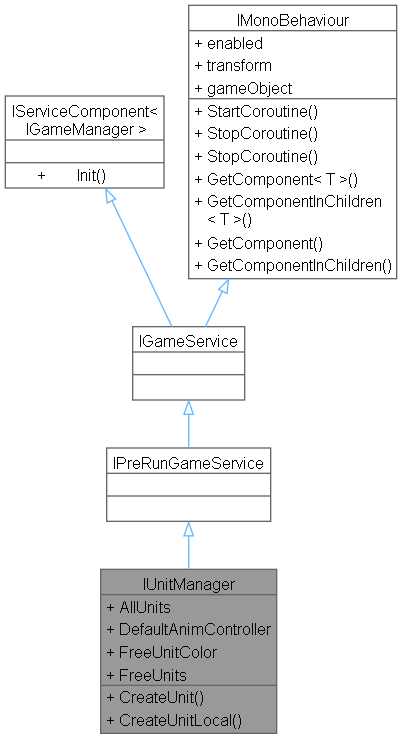 IMonoBehaviour
+ enabled
+ transform
+ gameObject
+ StartCoroutine()
+ StopCoroutine()
+ StopCoroutine()
+ GetComponent< T >()
+ GetComponentInChildren
< T >()
+ GetComponent()
+ GetComponentInChildren()
IServiceComponent<
IGameManager >
+ Init()
IGameService
IPreRunGameService
IUnitManager
+ AllUnits
+ DefaultAnimController
+ FreeUnitColor
+ FreeUnits
+ CreateUnit()
+ CreateUnitLocal()